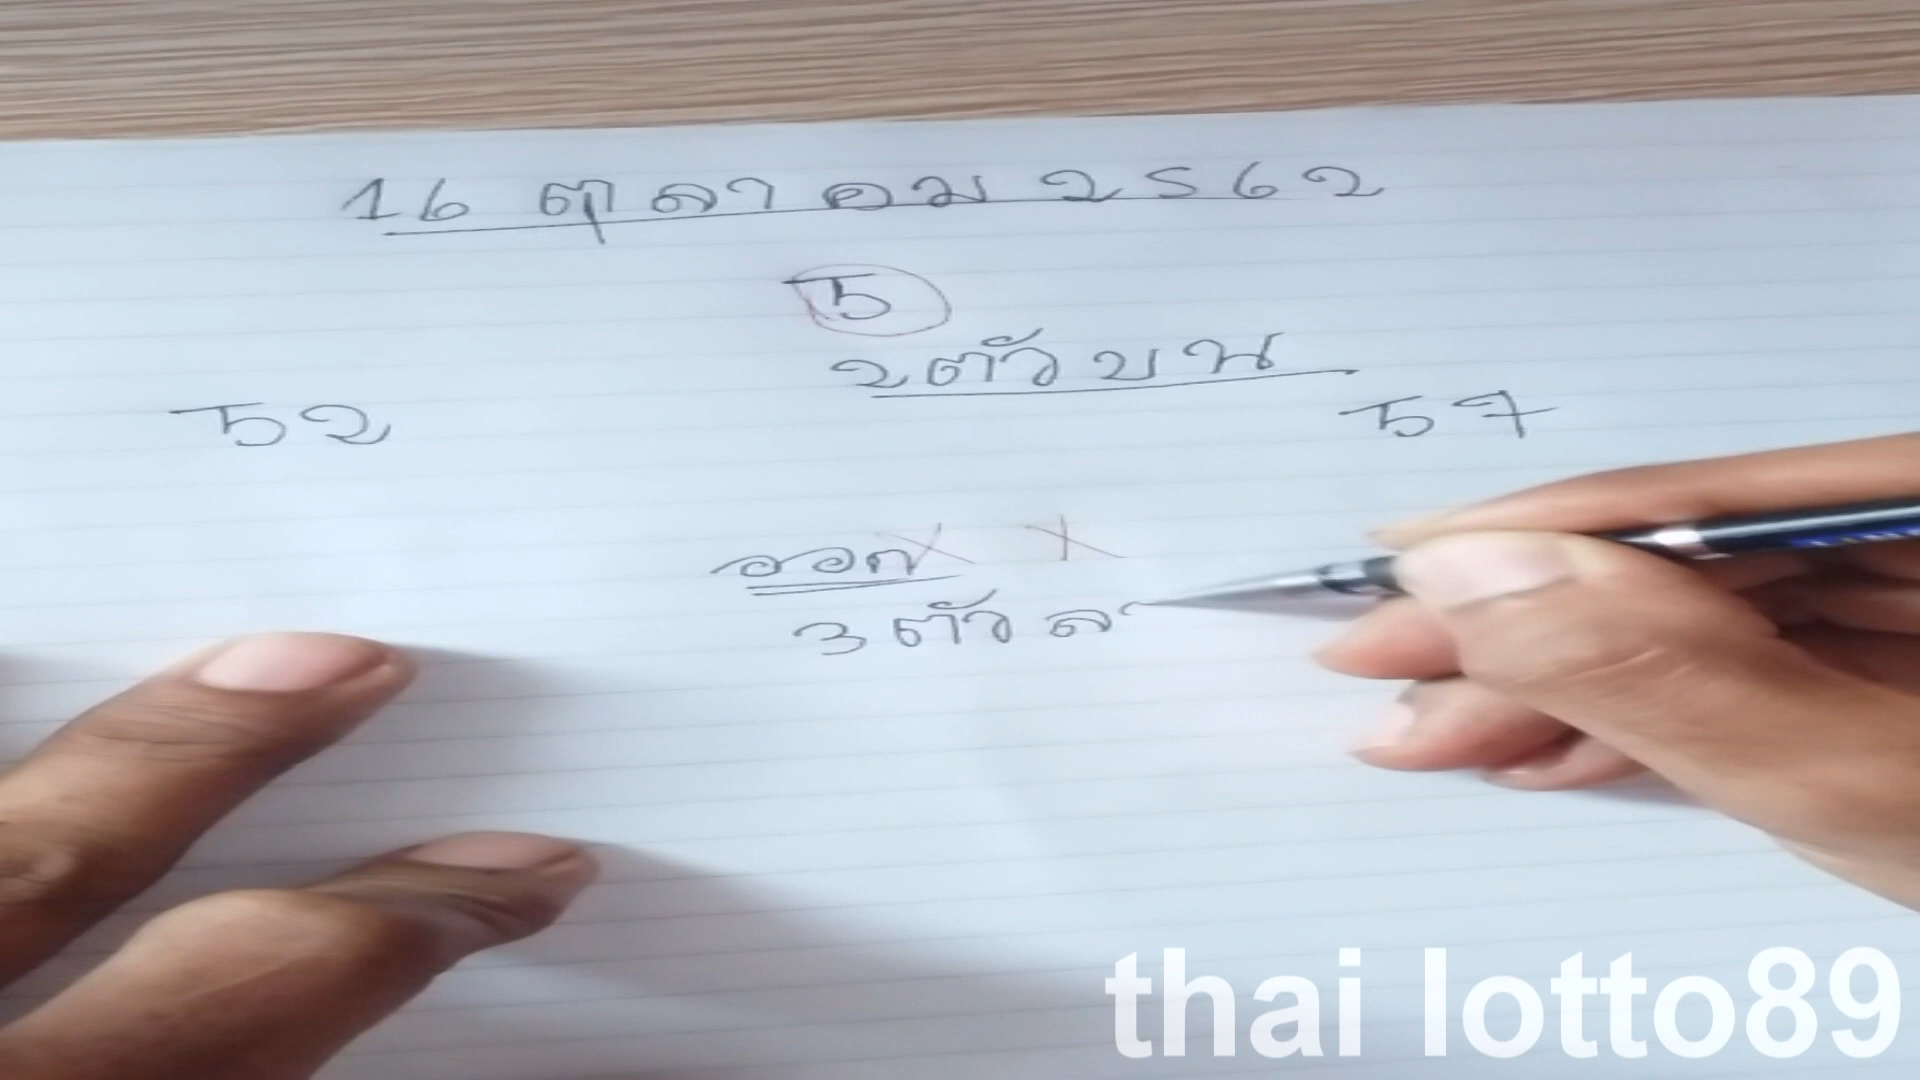 16 ตุลาคม 2562
5
2ตัวบน
52 57
ออก X X
3ตัวล
thai lotto89